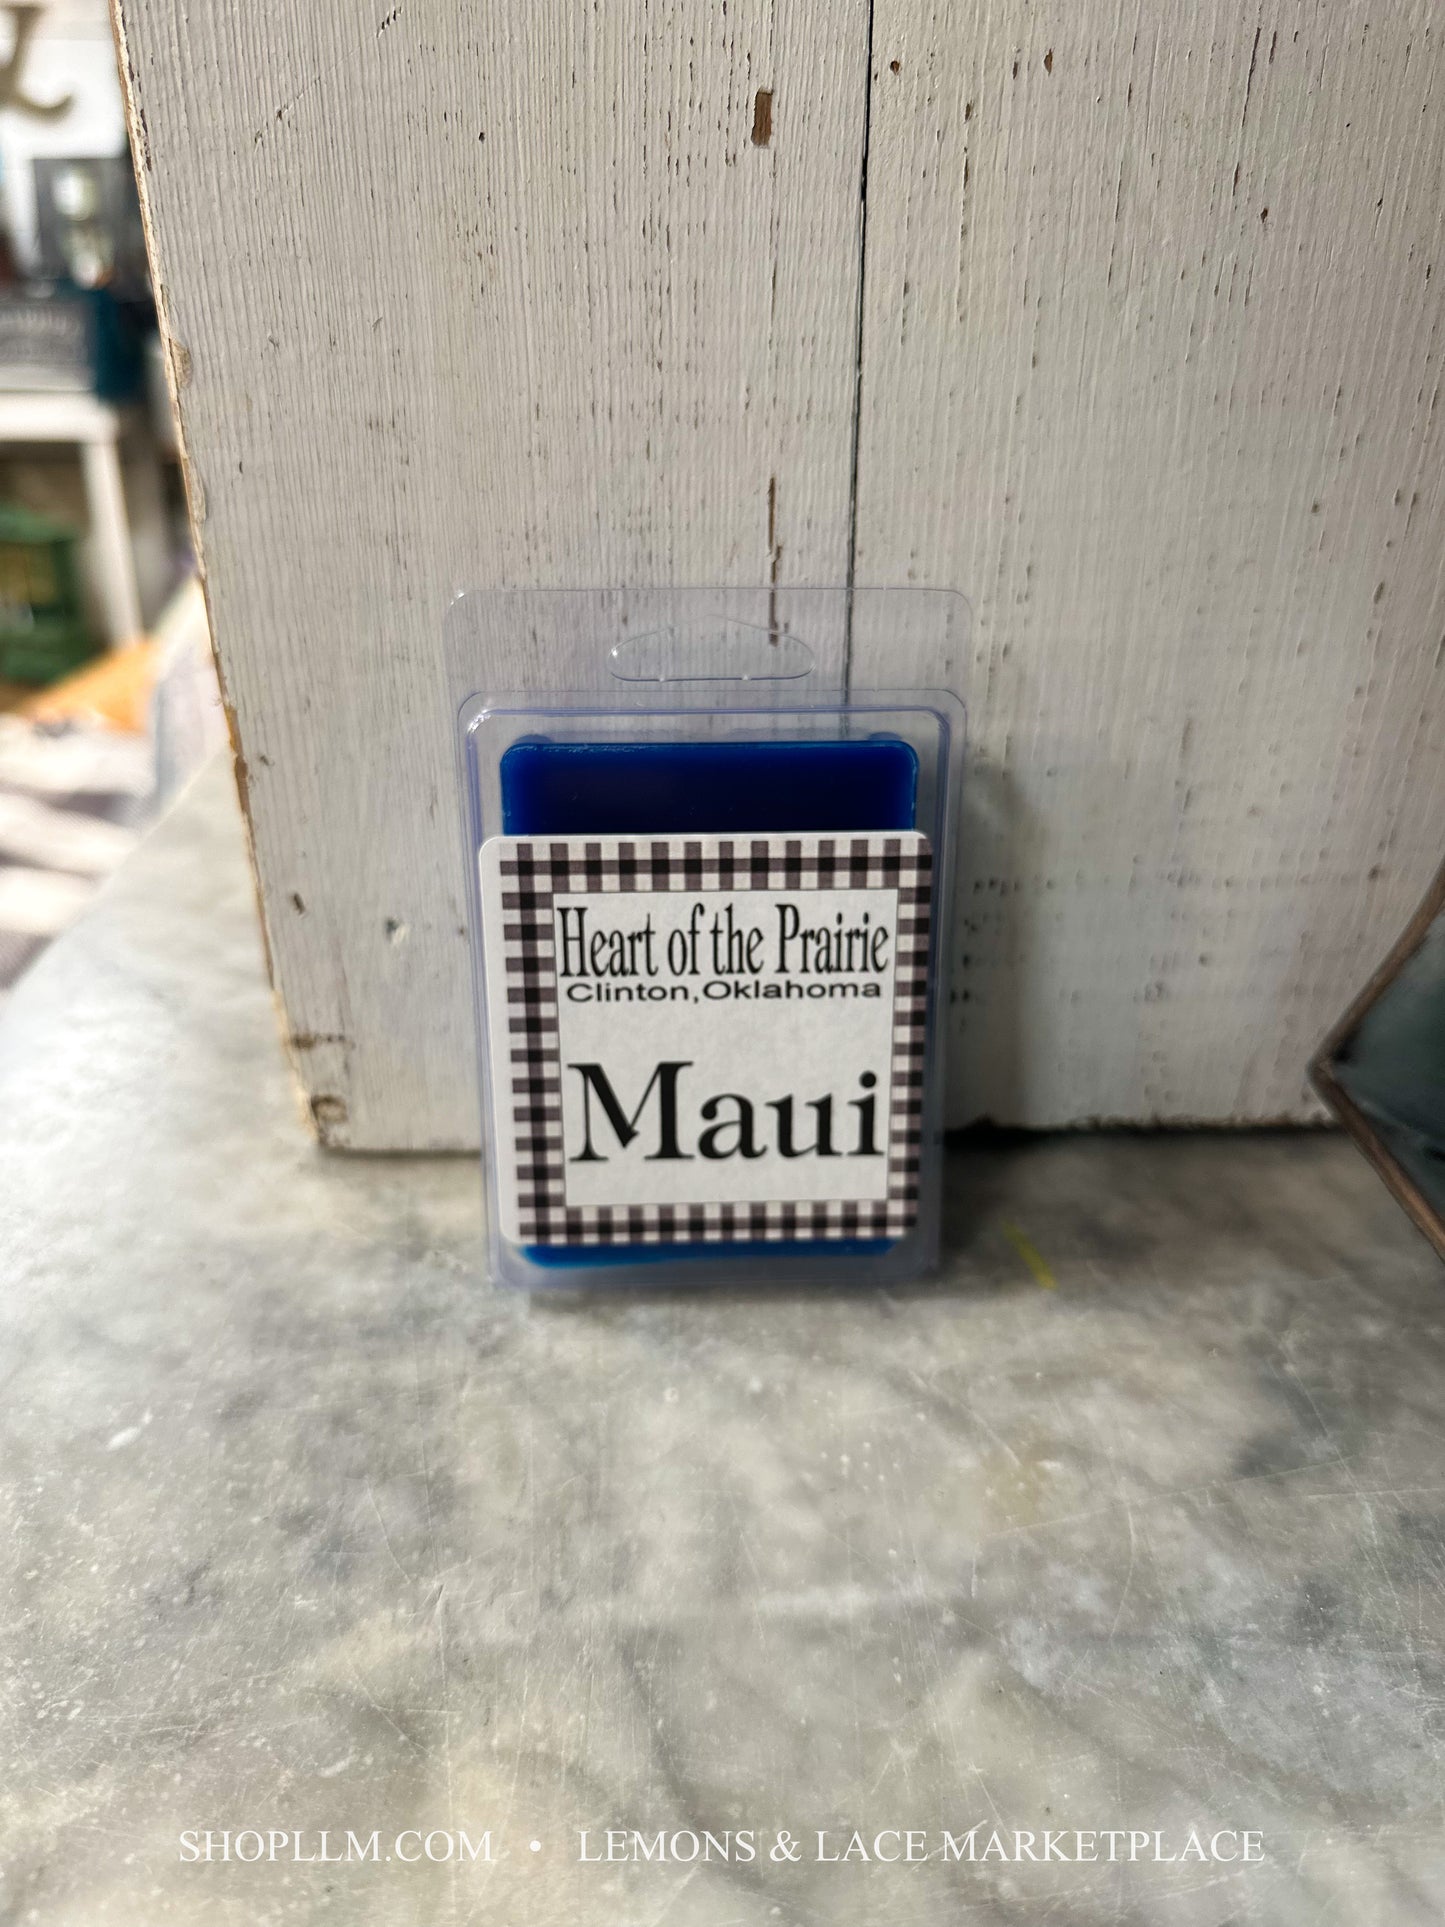 Heart of the Prairie
Clinton,Oklahoma
Maui
SHOPLLM.COM • LEMONS & LACE MARKETPLACE